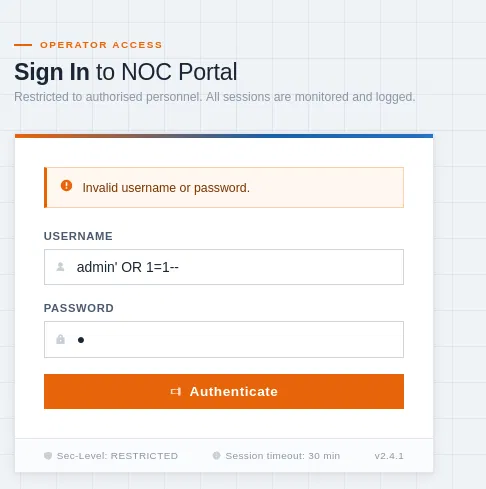 OPERATOR ACCESS
Sign In to NOC Portal
Restricted to authorised personnel. All sessions are monitored and logged.
Invalid username or password.
USERNAME
admin' OR 1=1--
PASSWORD
●
Authenticate
Sec-Level: RESTRICTED Session timeout: 30 min v2.4.1